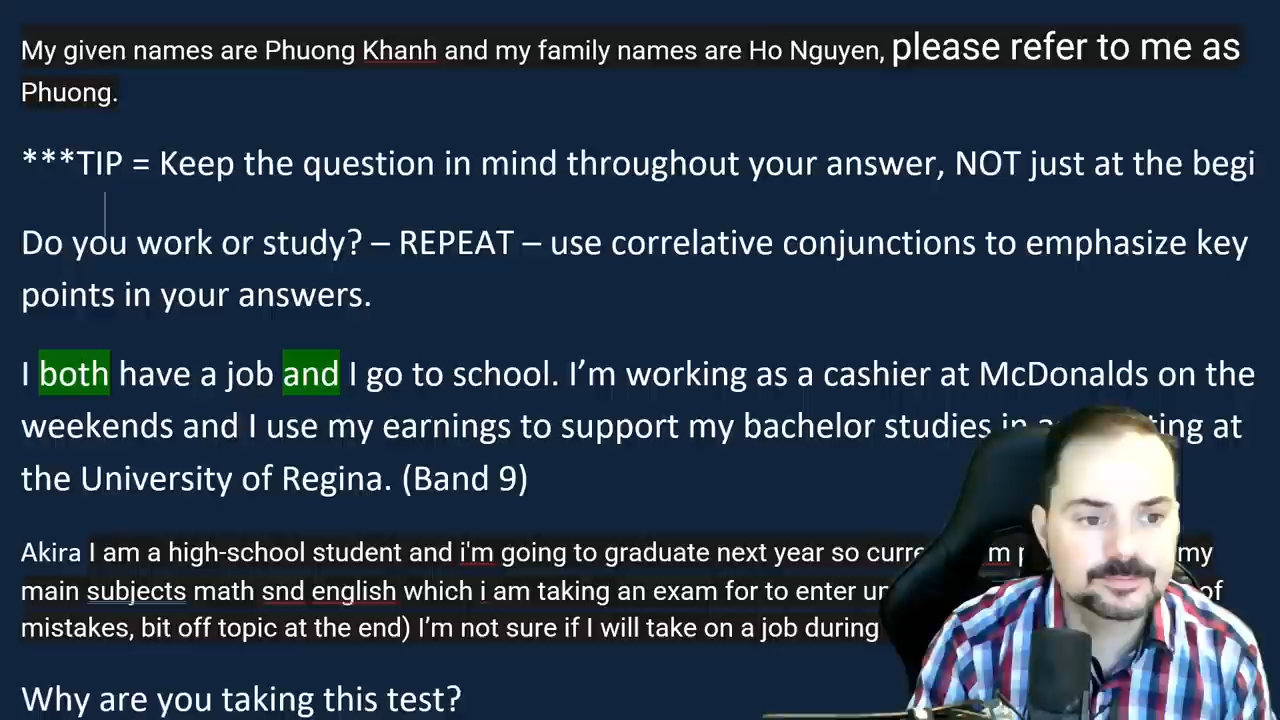 My given names are Phuong Khanh and my family names are Ho Nguyen, please refer to me as
Phuong.
***TIP = Keep the question in mind throughout your answer, NOT just at the begi
Do you work or study? – REPEAT – use correlative conjunctions to emphasize key
points in your answers.
I both have a job and I go to school. I’m working as a cashier at McDonalds on the
weekends and I use my earnings to support my bachelor studies in at
the University of Regina. (Band 9)
Akira I am a high-school student and i'm going to graduate next year so my
main subjects math snd english which i am taking an exam for to enter of
mistakes, bit off topic at the end) I’m not sure if I will take on a job during
Why are you taking this test?